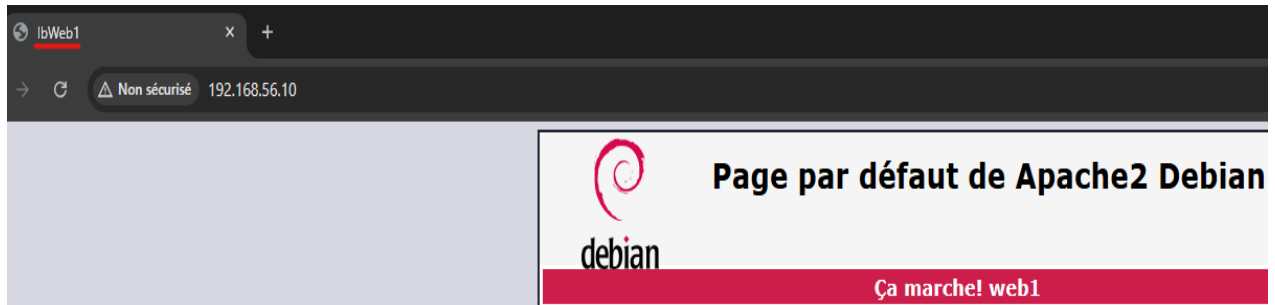 lbWeb1
Non sécurisé 192.168.56.10
Page par défaut de Apache2 Debian
debian
Ça marche! web1